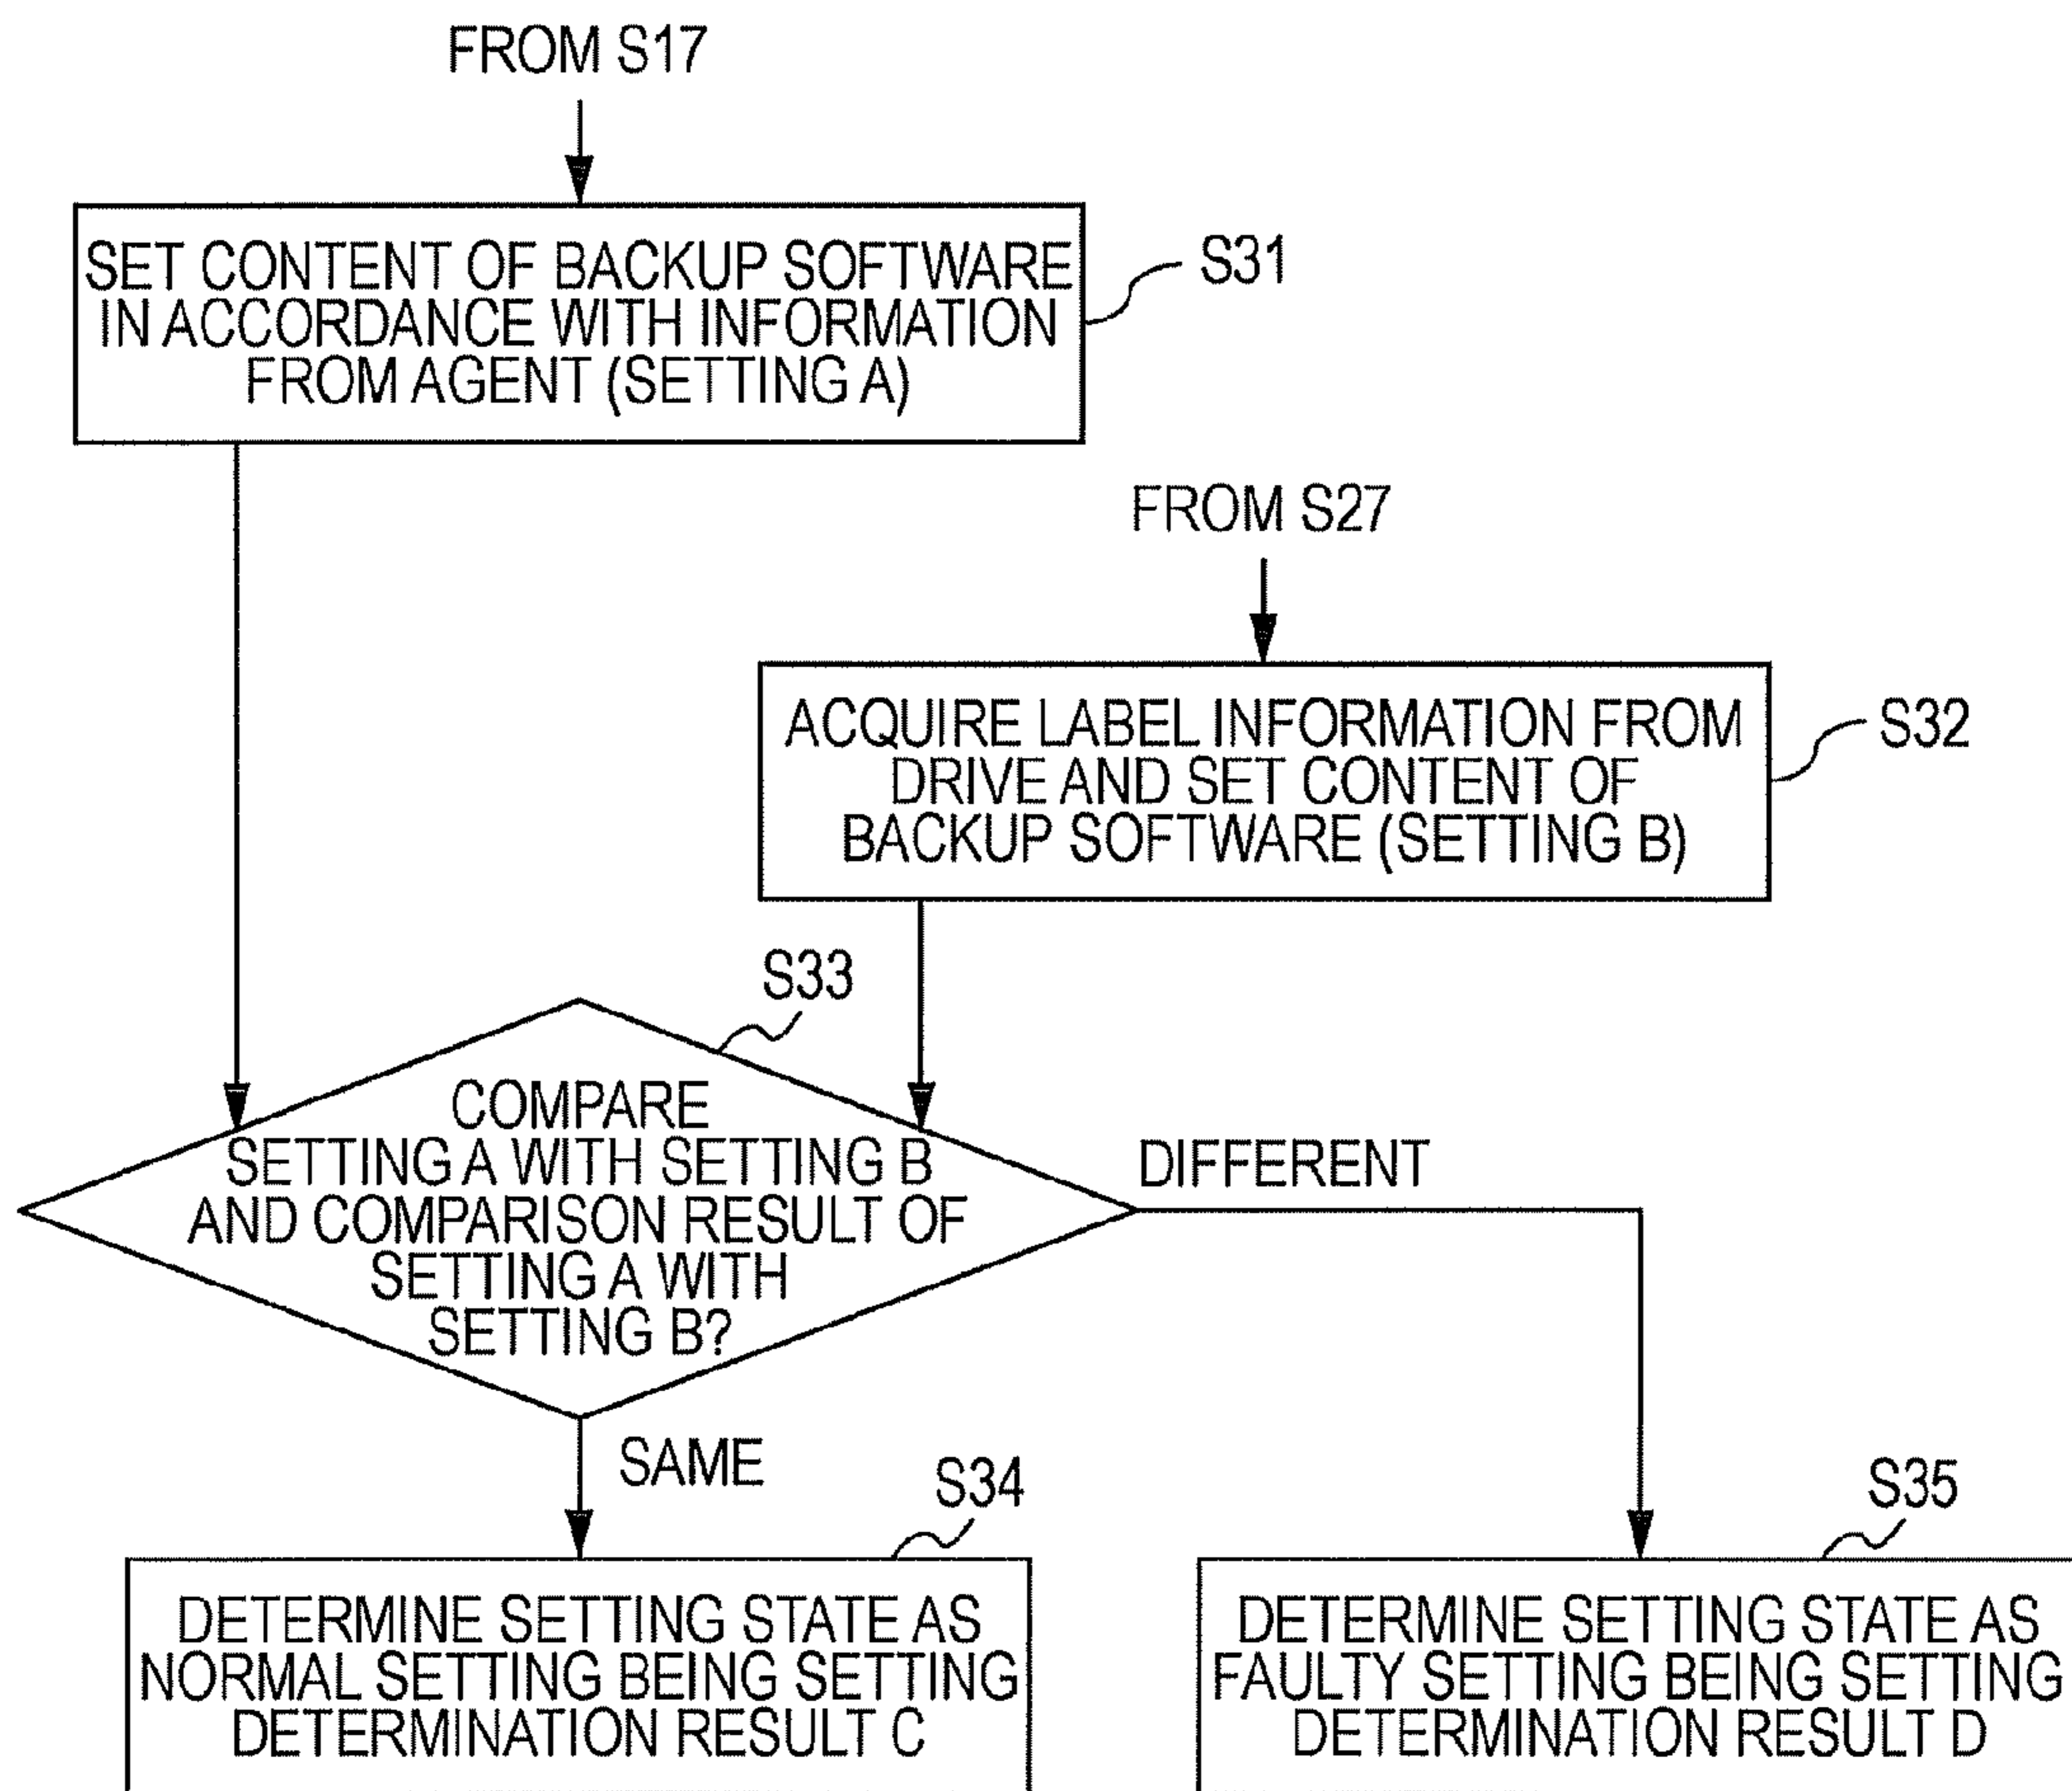 FROM S17
SET CONTENT OF BACKUP SOFTWARE
IN ACCORDANCE WITH INFORMATION
FROM AGENT (SETTING A)
S31
FROM S27
ACQUIRE LABEL INFORMATION FROM
DRIVE AND SET CONTENT OF
BACKUP SOFTWARE (SETTING B)
S32
S33
COMPARE
SETTING A WITH SETTING B
AND COMPARISON RESULT OF
SETTING A WITH
SETTING B?
DIFFERENT
SAME
S34
DETERMINE SETTING STATE AS
NORMAL SETTING BEING SETTING
DETERMINATION RESULT C
S35
DETERMINE SETTING STATE AS
FAULTY SETTING BEING SETTING
DETERMINATION RESULT D